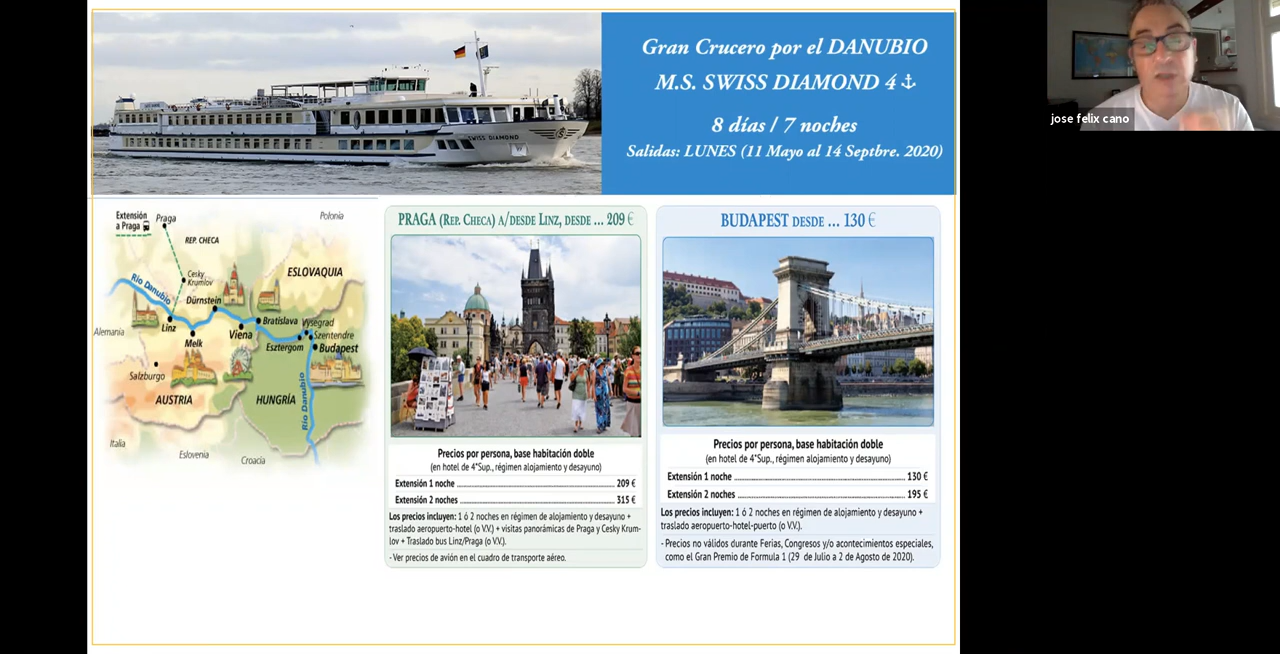 Gran Crucero por el DANUBIO
M.S. SWISS DIAMOND 4⚓
8 días / 7 noches
Salidas: LUNES (11 Mayo al 14 Septbre. 2020)
SWISS DIAMOND
jose felix cano
Extensión
a Praga
Praga
Polonia
REP. CHECA
Cesky
Krumlov
ESLOVAQUIA
Río Danubio
Dürnstein
Linz
Bratislava
Visegrad
Alemania
Melk
Viena
Szentendre
Esztergom
Budapest
Salzburgo
AUSTRIA
HUNGRÍA
Río Danubio
Italia
Eslovenia
Croacia
PRAGA (REP. CHECA) A/DESDE LINZ, DESDE ... 209 €
Precios por persona, base habitación doble
(en hotel de 4*Sup., régimen alojamiento y desayuno)
Extensión 1 noche ........ 209 €
Extensión 2 noches ........ 315 €
Los precios incluyen: 1 ó 2 noches en régimen de alojamiento y desayuno +
traslado aeropuerto-hotel (o V.V.) + visitas panorámicas de Praga y Cesky Krum-
lov + Traslado bus Linz/Praga (o V.V.).
- Ver precios de avión en el cuadro de transporte aéreo.
BUDAPEST DESDE ... 130 €
Precios por persona, base habitación doble
(en hotel de 4*Sup., régimen alojamiento y desayuno)
Extensión 1 noche ........ 130 €
Extensión 2 noches ........ 195 €
Los precios incluyen: 1 ó 2 noches en régimen de alojamiento y desayuno +
traslado aeropuerto-hotel-puerto (o V.V.).
- Precios no válidos durante Ferias, Congresos y/o acontecimientos especiales,
como el Gran Premio de Formula 1 (29 de Julio a 2 de Agosto de 2020).